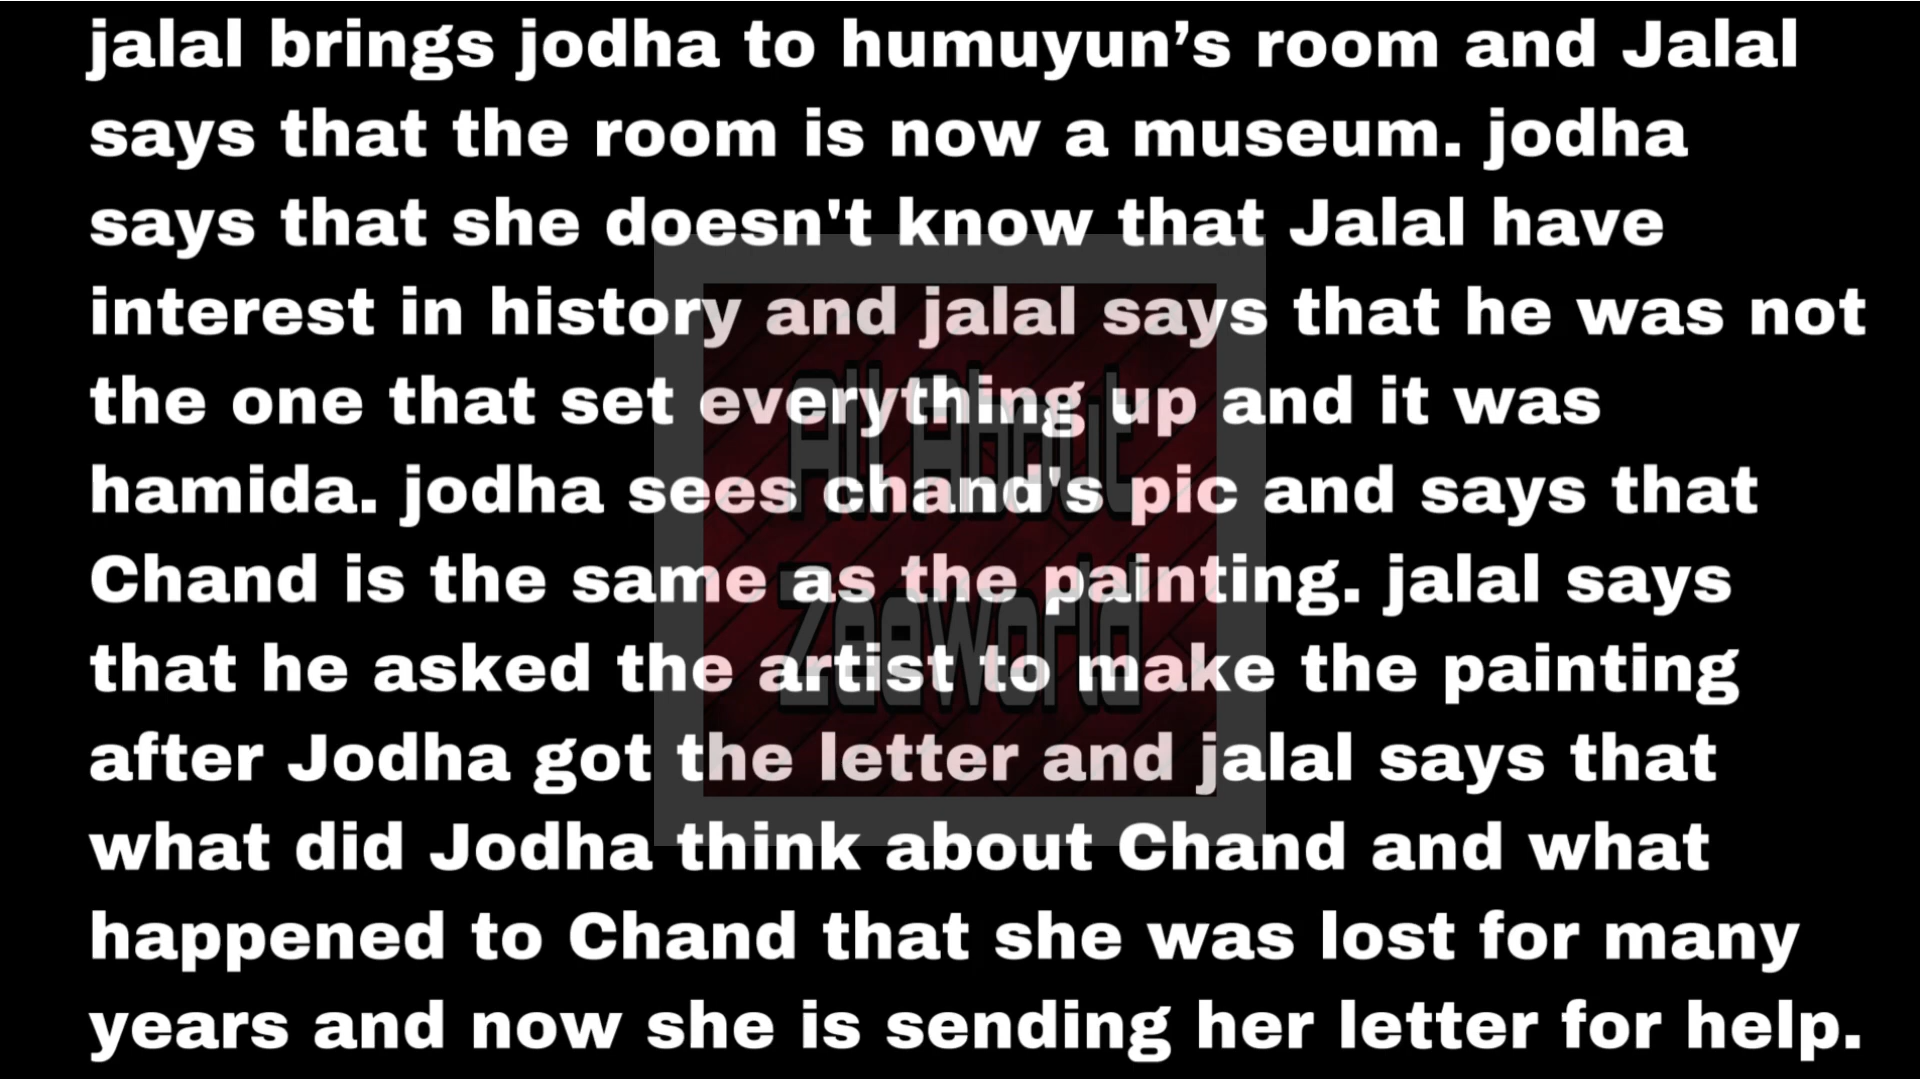 jalal brings jodha to humuyun’s room and Jalal
says that the room is now a museum. jodha
says that she doesn't know that Jalal have
interest in history and jalal says that he was not
the one that set everything up and it was
hamida. jodha sees chand's pic and says that
Chand is the same as the painting. jalal says
that he asked the artist to make the painting
after Jodha got the letter and jalal says that
what did Jodha think about Chand and what
happened to Chand that she was lost for many
years and now she is sending her letter for help.
All About
Zeeworld